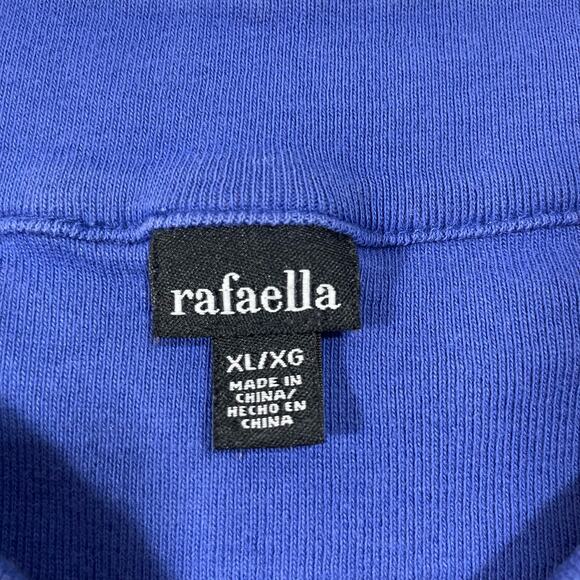 rafaella
XL/XG
MADE IN
CHINA/
HECHO EN
CHINA